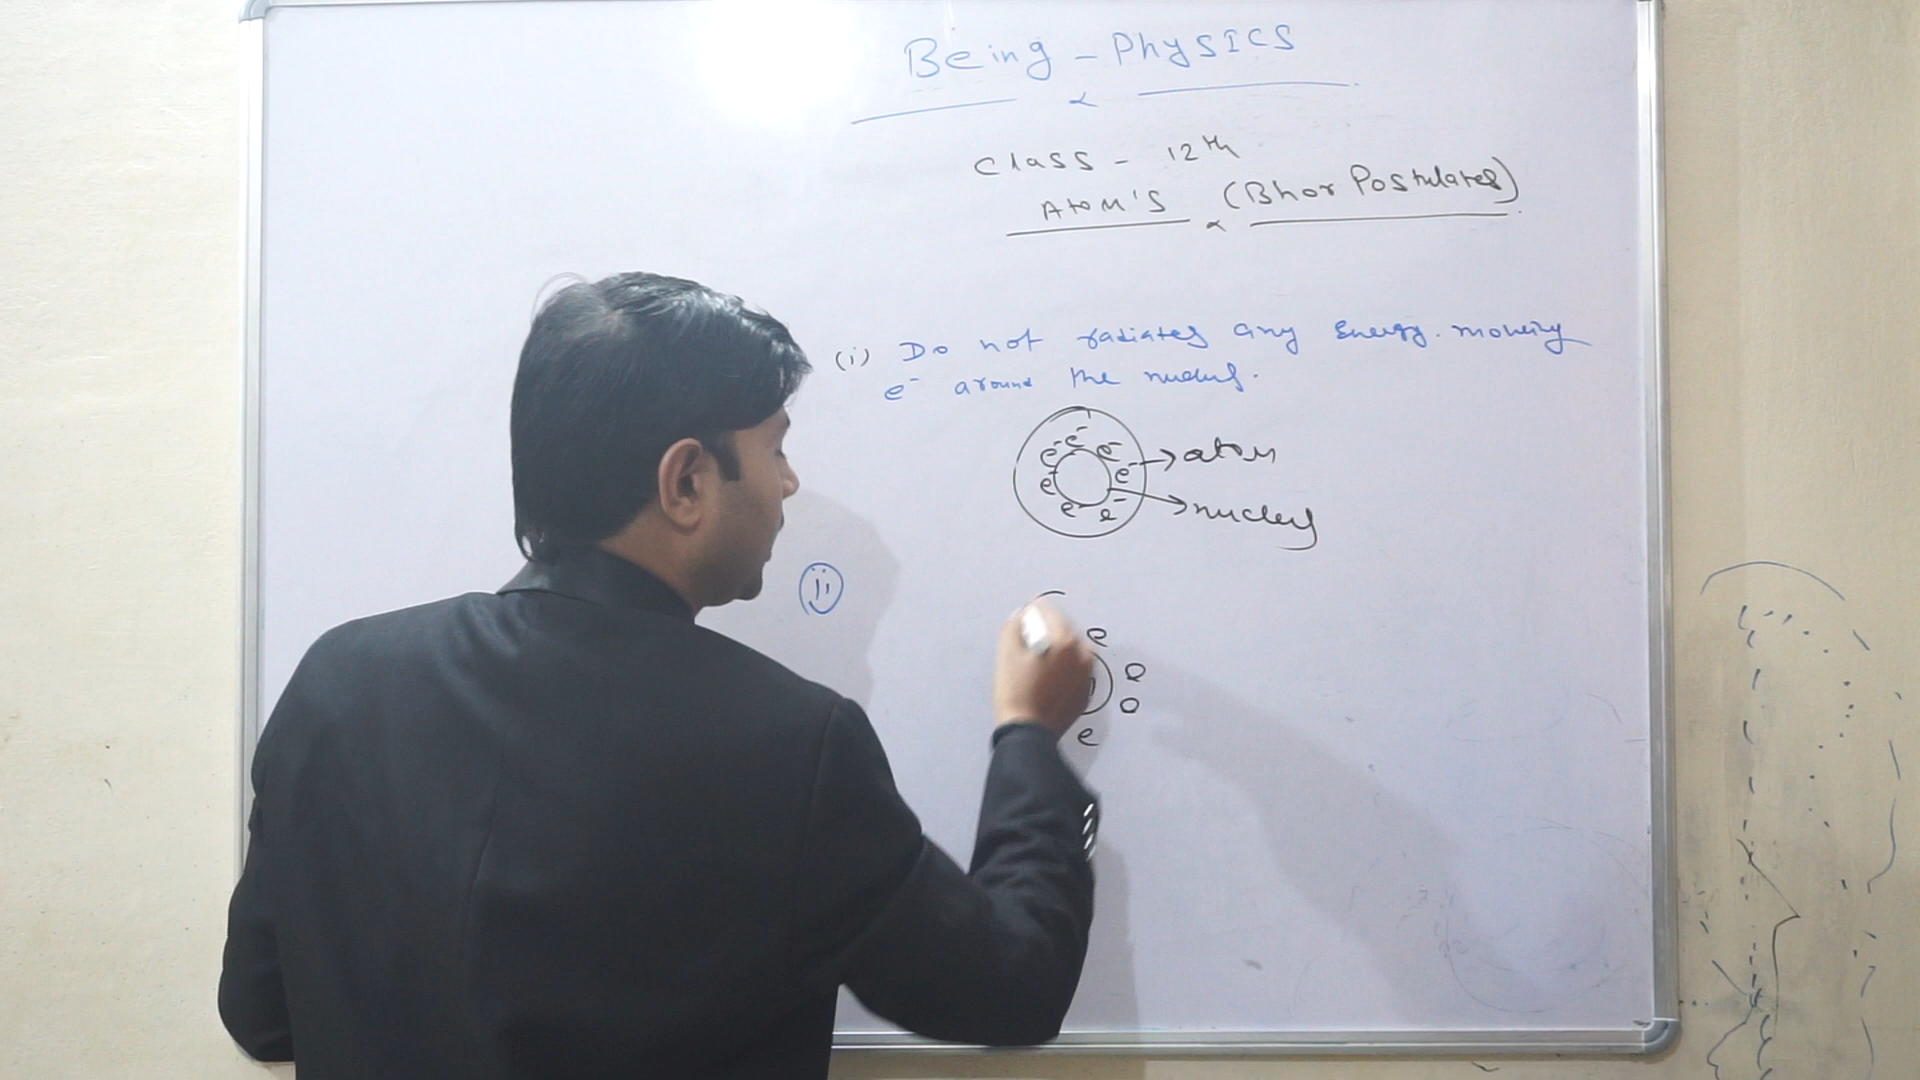 Being - Physics
Class - 12th
Atom's (Bhor Postulates)
(i) Do not radiates any Energy. moving
e⁻ around the nucleus.
e⁻ e⁻ e⁻
e⁻ e⁻ e e⁻ e⁻
→ atom
→ nucleus
ii
e
e